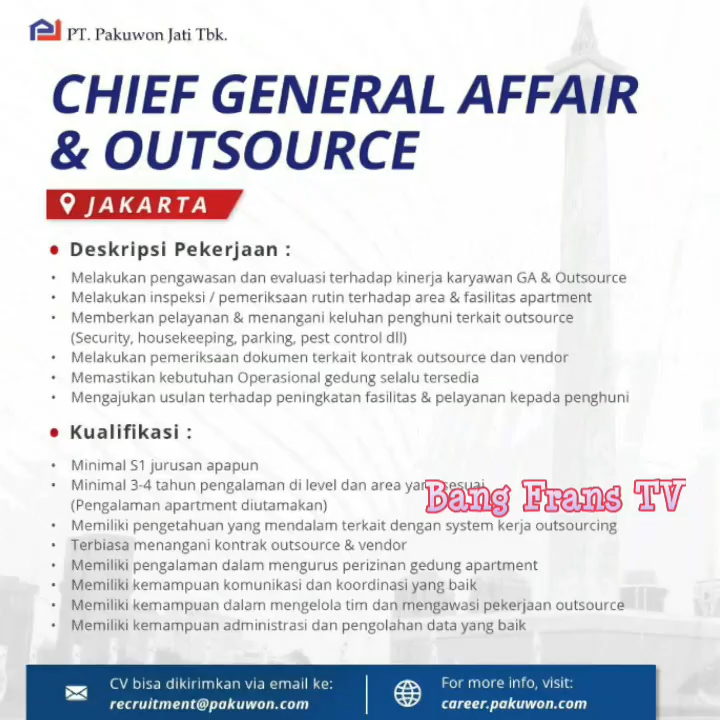 PT. Pakuwon Jati Tbk.
CHIEF GENERAL AFFAIR
& OUTSOURCE
JAKARTA
• Deskripsi Pekerjaan :
• Melakukan pengawasan dan evaluasi terhadap kinerja karyawan GA & Outsource
• Melakukan inspeksi / pemeriksaan rutin terhadap area & fasilitas apartment
• Memberkan pelayanan & menangani keluhan penghuni terkait outsource
(Security, housekeeping, parking, pest control dll)
• Melakukan pemeriksaan dokumen terkait kontrak outsource dan vendor
• Memastikan kebutuhan Operasional gedung selalu tersedia
• Mengajukan usulan terhadap peningkatan fasilitas & pelayanan kepada penghuni
• Kualifikasi :
• Minimal S1 jurusan apapun
• Minimal 3-4 tahun pengalaman di level dan area yang sesuai
(Pengalaman apartment diutamakan)
Bang Frans TV
• Memiliki pengetahuan yang mendalam terkait dengan system kerja outsourcing
• Terbiasa menangani kontrak outsource & vendor
• Memiliki pengalaman dalam mengurus perizinan gedung apartment
• Memiliki kemampuan komunikasi dan koordinasi yang baik
• Memiliki kemampuan dalam mengelola tim dan mengawasi pekerjaan outsource
• Memiliki kemampuan administrasi dan pengolahan data yang baik
CV bisa dikirimkan via email ke:
recruitment@pakuwon.com
For more info, visit:
career.pakuwon.com